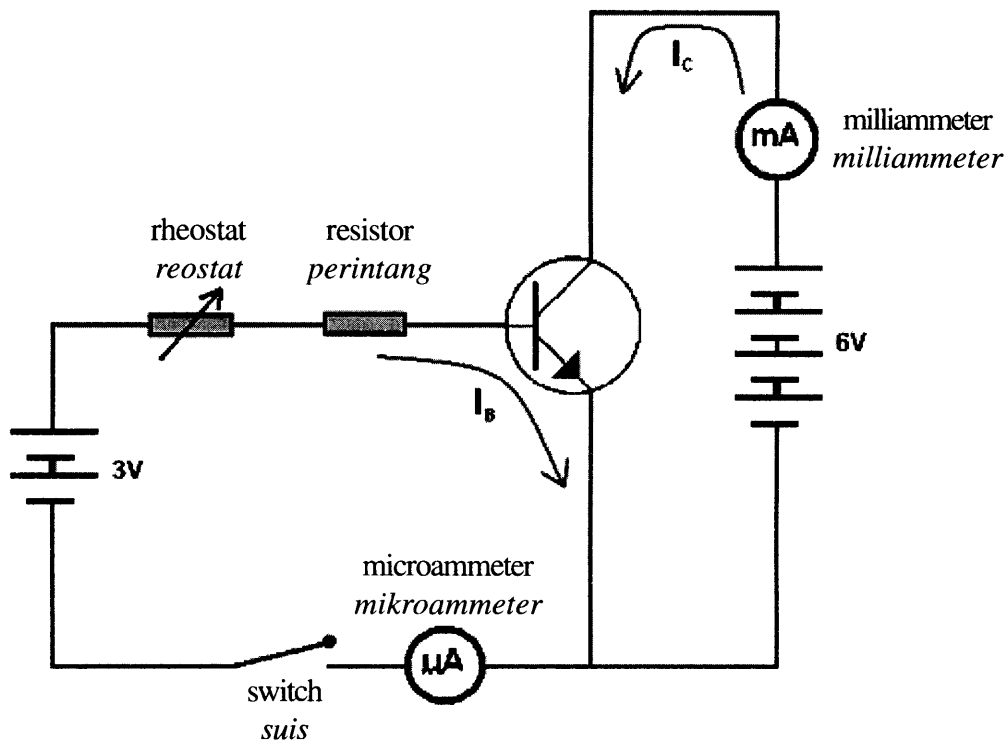 I_C
mA
milliammeter
milliammeter
rheostat
reostat
resistor
perintang
6V
I_B
3V
microammeter
mikroammeter
µA
switch
suis